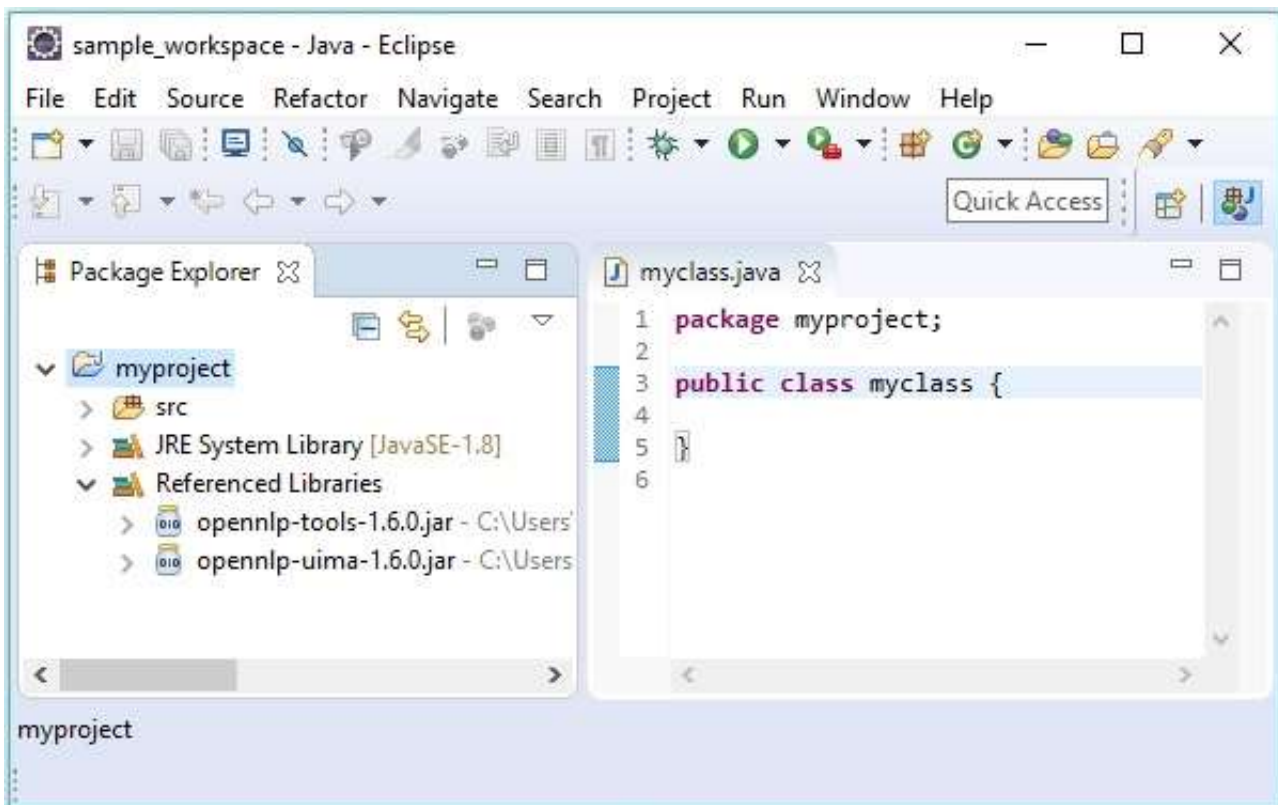 sample_workspace - Java - Eclipse
File Edit Source Refactor Navigate Search Project Run Window Help
Quick Access
Package Explorer
myproject
src
JRE System Library [JavaSE-1.8]
Referenced Libraries
opennlp-tools-1.6.0.jar - C:\Users\
opennlp-uima-1.6.0.jar - C:\Users
myclass.java
1 package myproject;
2
3 public class myclass {
4
5 }
6
myproject